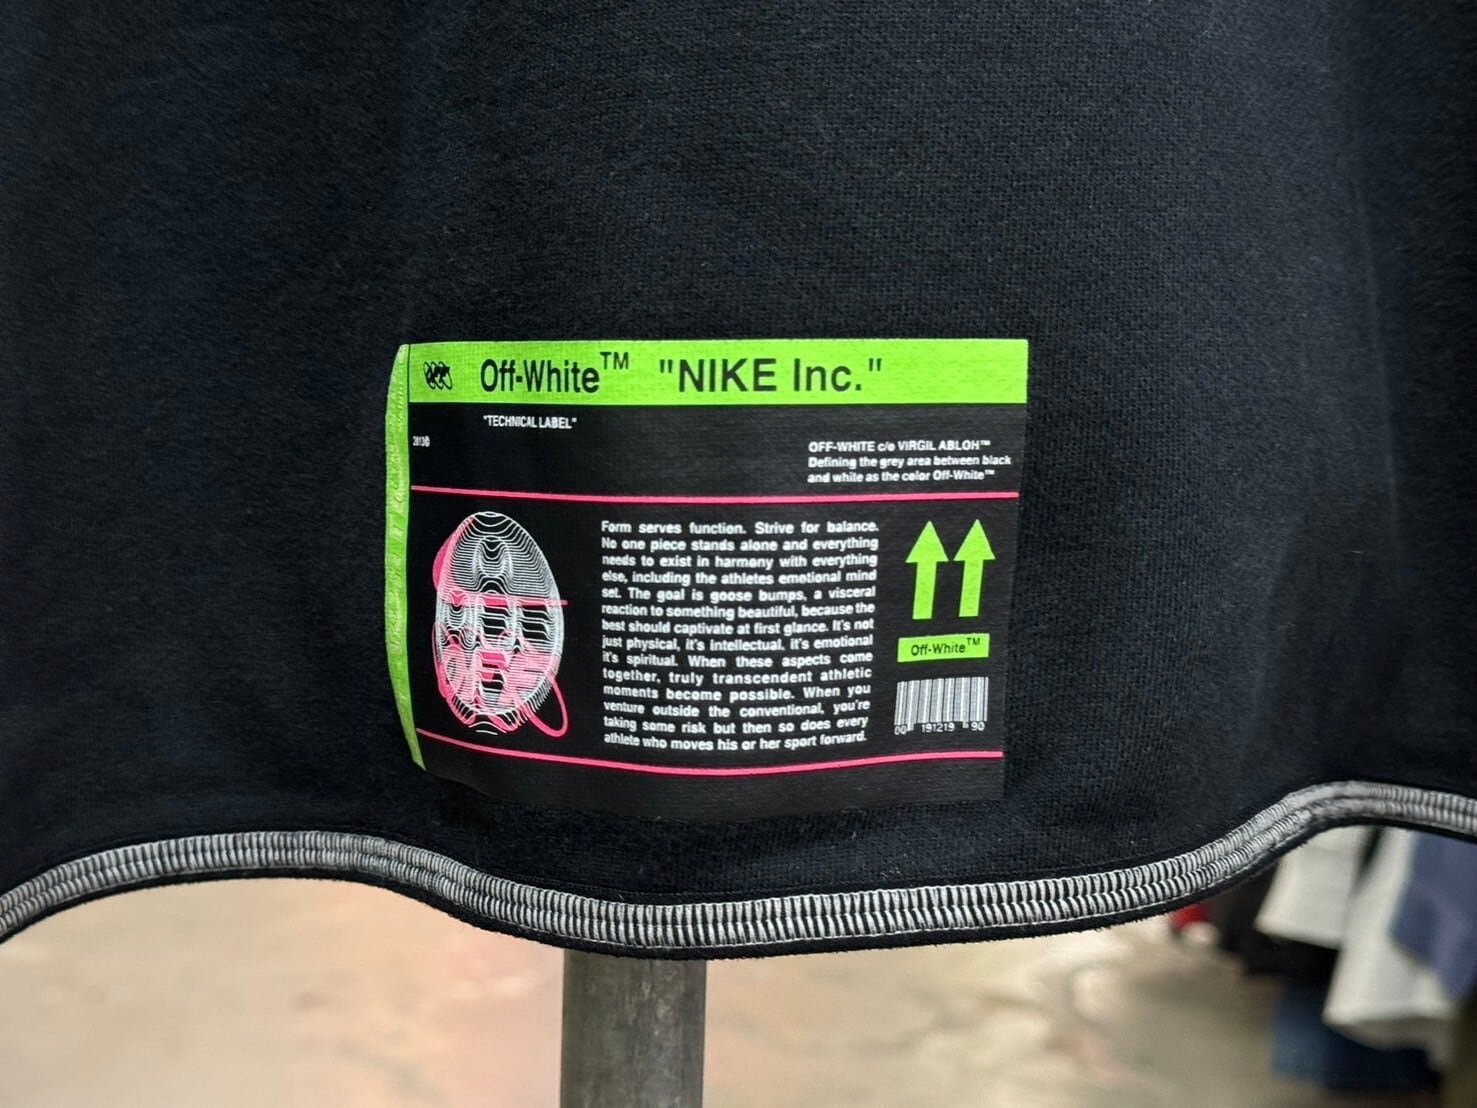 Off-White™ "NIKE Inc."
"TECHNICAL LABEL"
OFF-WHITE c/o VIRGIL ABLOH™
Defining the grey area between black
and white as the color Off-White™
Form serves function. Strive for balance.
No one piece stands alone and everything
needs to exist in harmony with everything
else, including the athletes emotional mind
set. The goal is goose bumps, a visceral
reaction to something beautiful, because the
best should captivate at first glance. It's not
just physical, it's intellectual, it's emotional
it's spiritual. When these aspects come
together, truly transcendent athletic
moments become possible. When you
venture outside the conventional, you're
taking some risk but then so does every
athlete who moves his or her sport forward.
Off-White™
00 191219 90